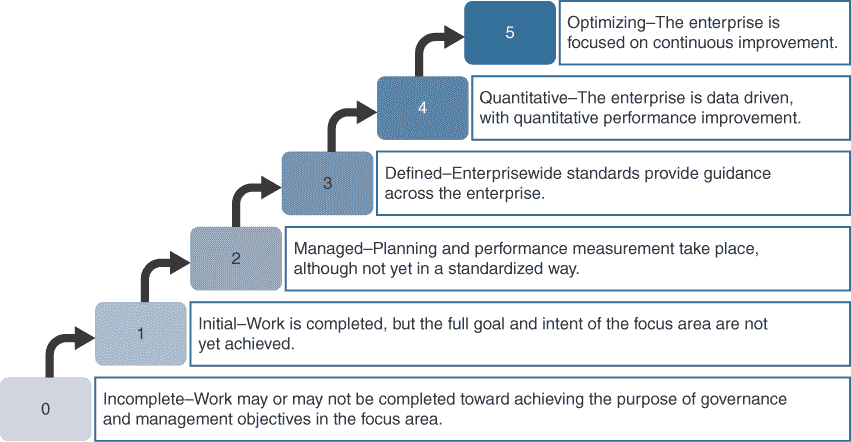 5
Optimizing–The enterprise is
focused on continuous improvement.
4
Quantitative–The enterprise is data driven,
with quantitative performance improvement.
3
Defined–Enterprisewide standards provide guidance
across the enterprise.
2
Managed–Planning and performance measurement take place,
although not yet in a standardized way.
1
Initial–Work is completed, but the full goal and intent of the focus area are not
yet achieved.
0
Incomplete–Work may or may not be completed toward achieving the purpose of governance
and management objectives in the focus area.